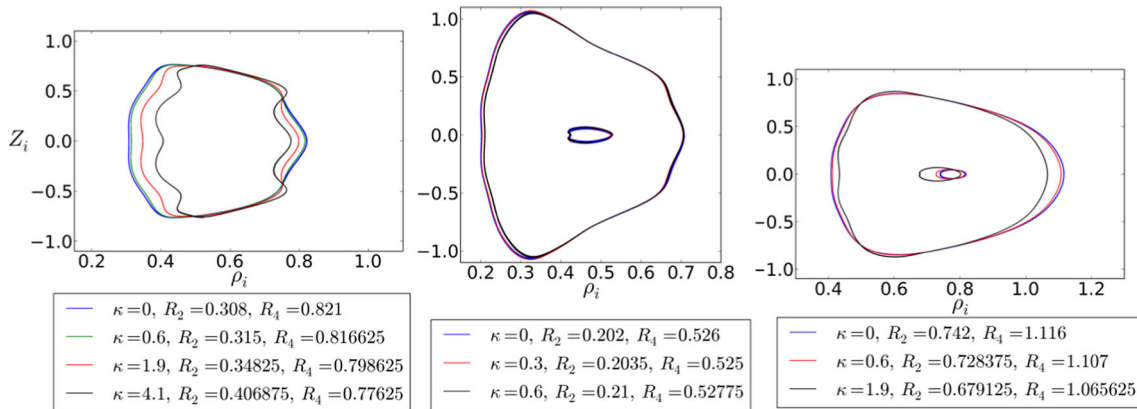 Z_i
1.0
0.5
0.0
−0.5
−1.0
0.2 0.4 0.6 0.8 1.0
ρ_i
κ=0, R_2=0.308, R_4=0.821
κ=0.6, R_2=0.315, R_4=0.816625
κ=1.9, R_2=0.34825, R_4=0.798625
κ=4.1, R_2=0.406875, R_4=0.77625
1.0
0.5
0.0
−0.5
−1.0
0.2 0.3 0.4 0.5 0.6 0.7 0.8
ρ_i
κ=0, R_2=0.202, R_4=0.526
κ=0.3, R_2=0.2035, R_4=0.525
κ=0.6, R_2=0.21, R_4=0.52775
1.0
0.5
0.0
−0.5
−1.0
0.4 0.6 0.8 1.0 1.2
ρ_i
κ=0, R_2=0.742, R_4=1.116
κ=0.6, R_2=0.728375, R_4=1.107
κ=1.9, R_2=0.679125, R_4=1.065625